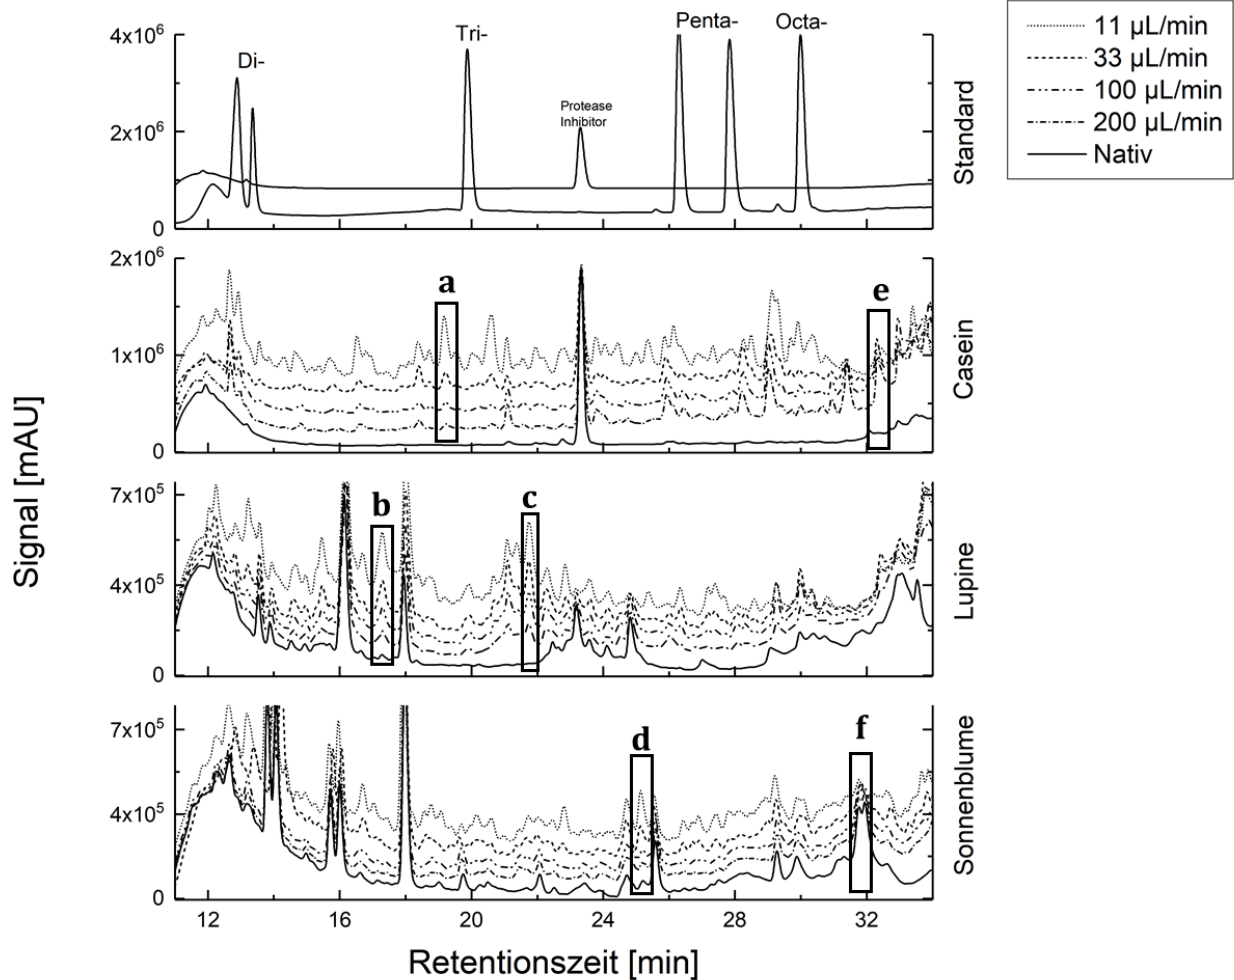 11 µL/min
33 µL/min
100 µL/min
200 µL/min
Nativ
Di-
Tri-
Protease
Inhibitor
Penta-
Octa-
4x10⁶
2x10⁶
0
Standard
2x10⁶
1x10⁶
0
a
e
Casein
7x10⁵
4x10⁵
0
b
c
Lupine
7x10⁵
4x10⁵
0
d
f
Sonnenblume
12 16 20 24 28 32
Retentionszeit [min]
Signal [mAU]